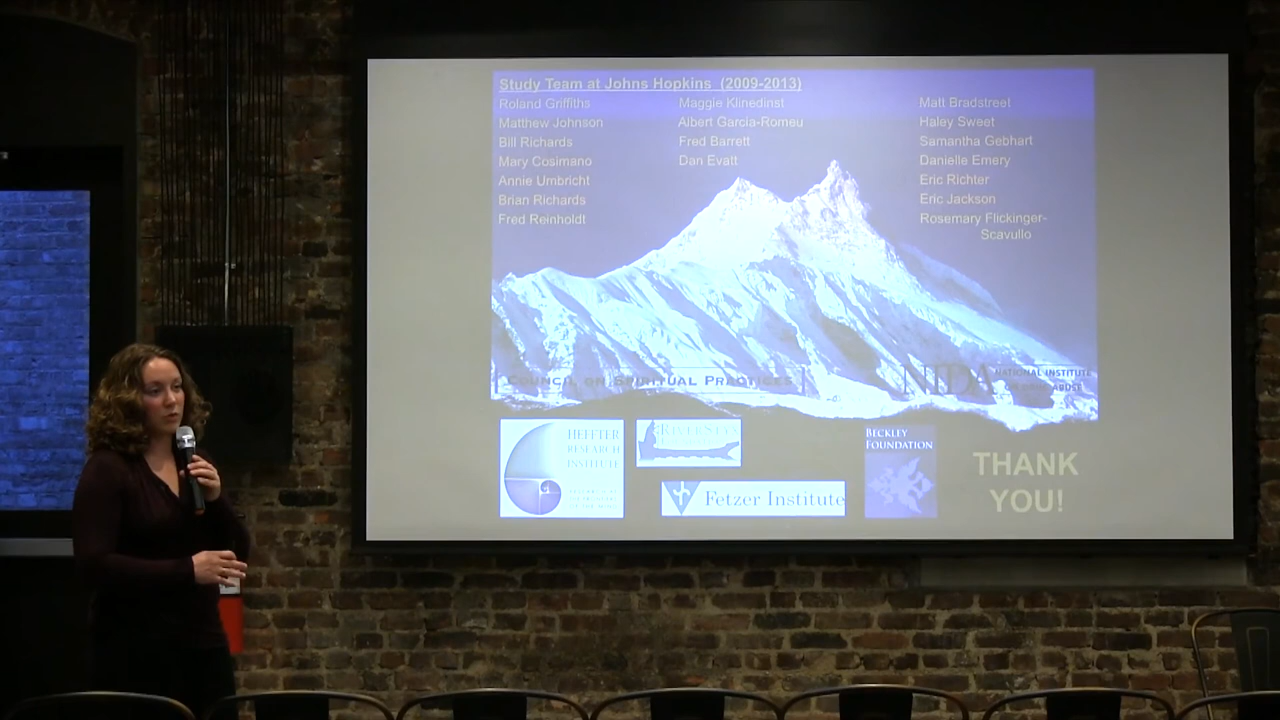 Study Team at Johns Hopkins (2009-2013)
Roland Griffiths
Matthew Johnson
Bill Richards
Mary Cosimano
Annie Umbricht
Brian Richards
Fred Reinholdt
Maggie Klinedinst
Albert Garcia-Romeu
Fred Barrett
Dan Evatt
Matt Bradstreet
Haley Sweet
Samantha Gebhart
Danielle Emery
Eric Richter
Eric Jackson
Rosemary Flickinger-
Scavullo
COUNCIL ON SPIRITUAL PRACTICES
NIDA
NATIONAL INSTITUTE
ON DRUG ABUSE
HEFFTER
RESEARCH
INSTITUTE
RIVERSTYX
Fetzer Institute
BECKLEY
FOUNDATION
THANK
YOU!